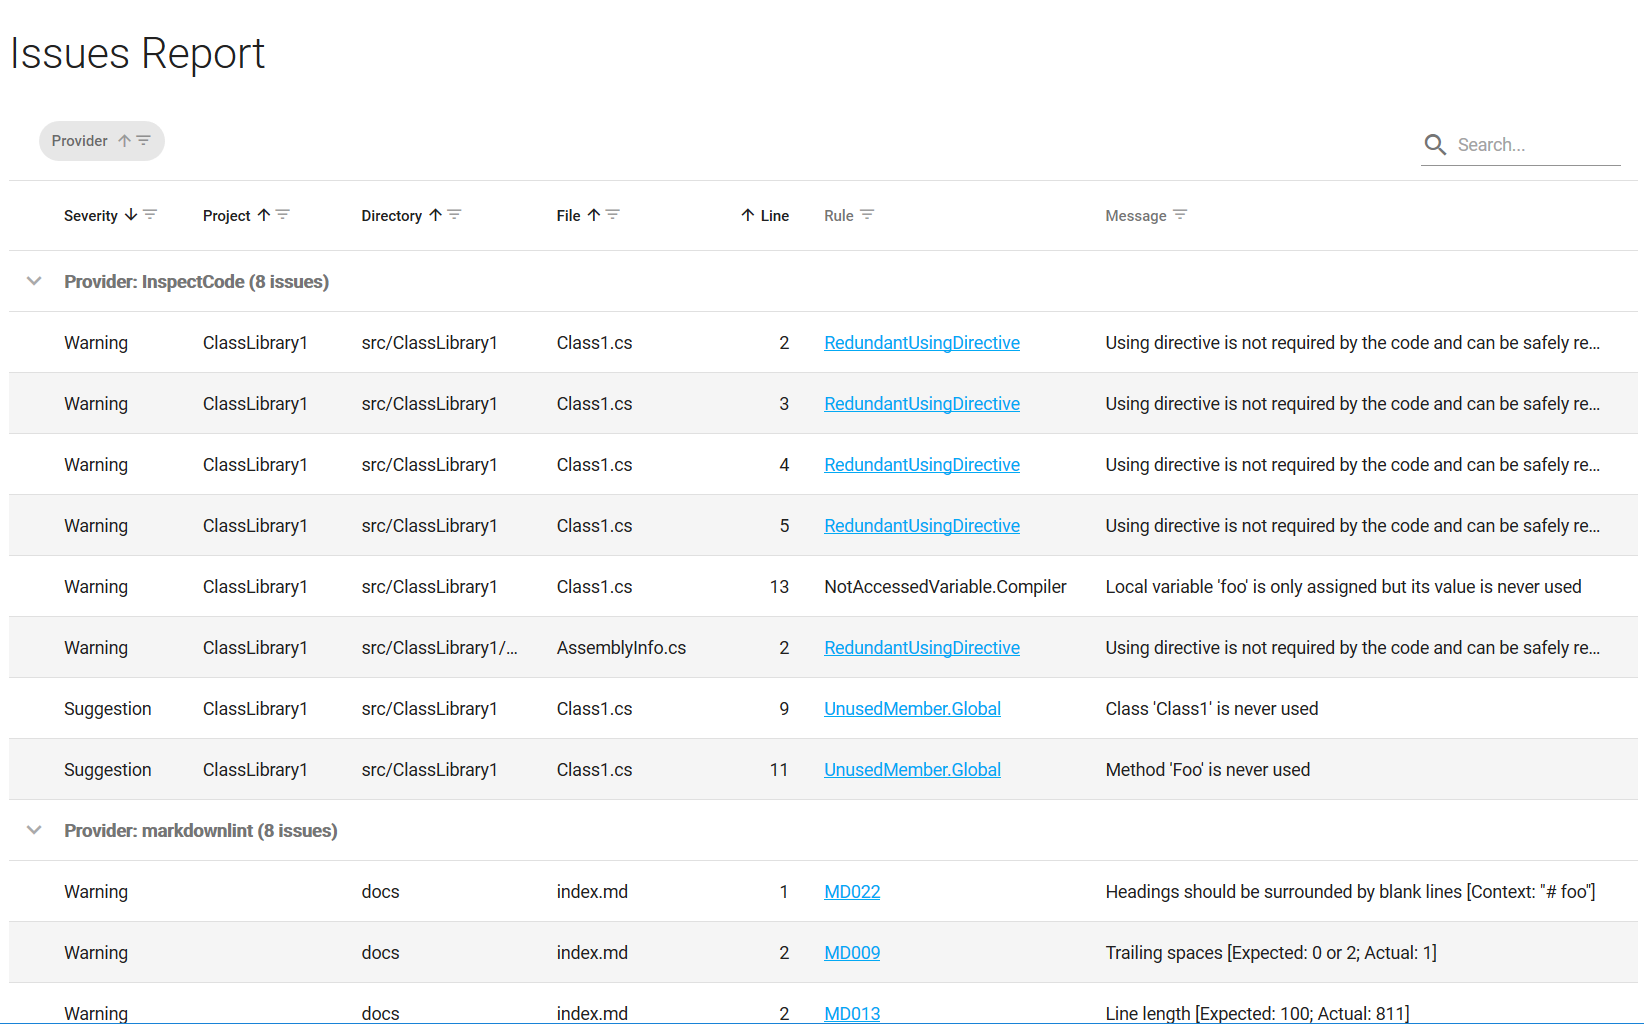 Issues Report
Provider
Search...
Severity Project Directory File Line Rule Message
Provider: InspectCode (8 issues)
Warning ClassLibrary1 src/ClassLibrary1 Class1.cs 2 RedundantUsingDirective Using directive is not required by the code and can be safely re...
Warning ClassLibrary1 src/ClassLibrary1 Class1.cs 3 RedundantUsingDirective Using directive is not required by the code and can be safely re...
Warning ClassLibrary1 src/ClassLibrary1 Class1.cs 4 RedundantUsingDirective Using directive is not required by the code and can be safely re...
Warning ClassLibrary1 src/ClassLibrary1 Class1.cs 5 RedundantUsingDirective Using directive is not required by the code and can be safely re...
Warning ClassLibrary1 src/ClassLibrary1 Class1.cs 13 NotAccessedVariable.Compiler Local variable 'foo' is only assigned but its value is never used
Warning ClassLibrary1 src/ClassLibrary1/... AssemblyInfo.cs 2 RedundantUsingDirective Using directive is not required by the code and can be safely re...
Suggestion ClassLibrary1 src/ClassLibrary1 Class1.cs 9 UnusedMember.Global Class 'Class1' is never used
Suggestion ClassLibrary1 src/ClassLibrary1 Class1.cs 11 UnusedMember.Global Method 'Foo' is never used
Provider: markdownlint (8 issues)
Warning docs index.md 1 MD022 Headings should be surrounded by blank lines [Context: "# foo"]
Warning docs index.md 2 MD009 Trailing spaces [Expected: 0 or 2; Actual: 1]
Warning docs index.md 2 MD013 Line length [Expected: 100; Actual: 811]